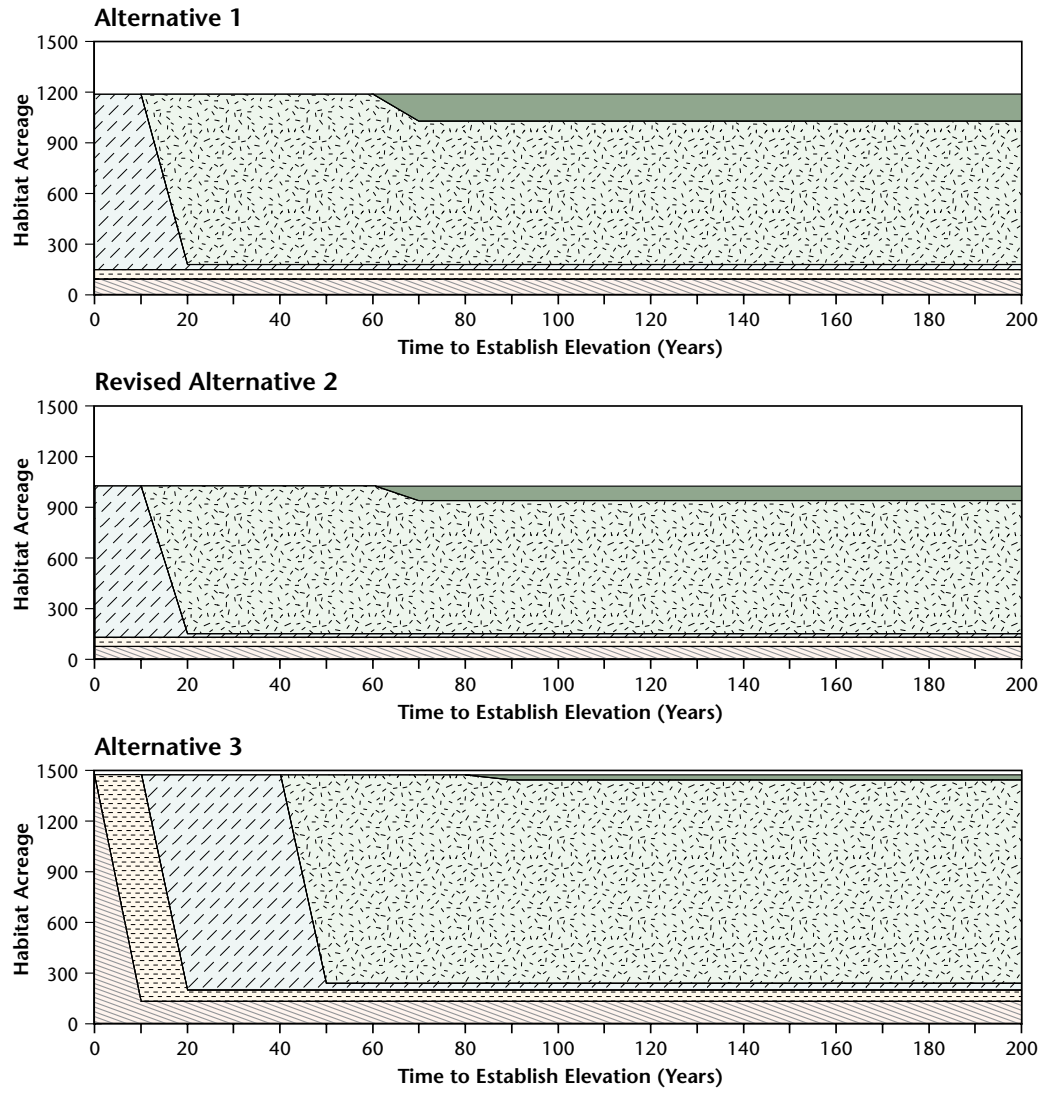 Alternative 1
1500
1200
900
600
300
0
Habitat Acreage
0 20 40 60 80 100 120 140 160 180 200
Time to Establish Elevation (Years)
Revised Alternative 2
1500
1200
900
600
300
0
Habitat Acreage
0 20 40 60 80 100 120 140 160 180 200
Time to Establish Elevation (Years)
Alternative 3
1500
1200
900
600
300
0
Habitat Acreage
0 20 40 60 80 100 120 140 160 180 200
Time to Establish Elevation (Years)